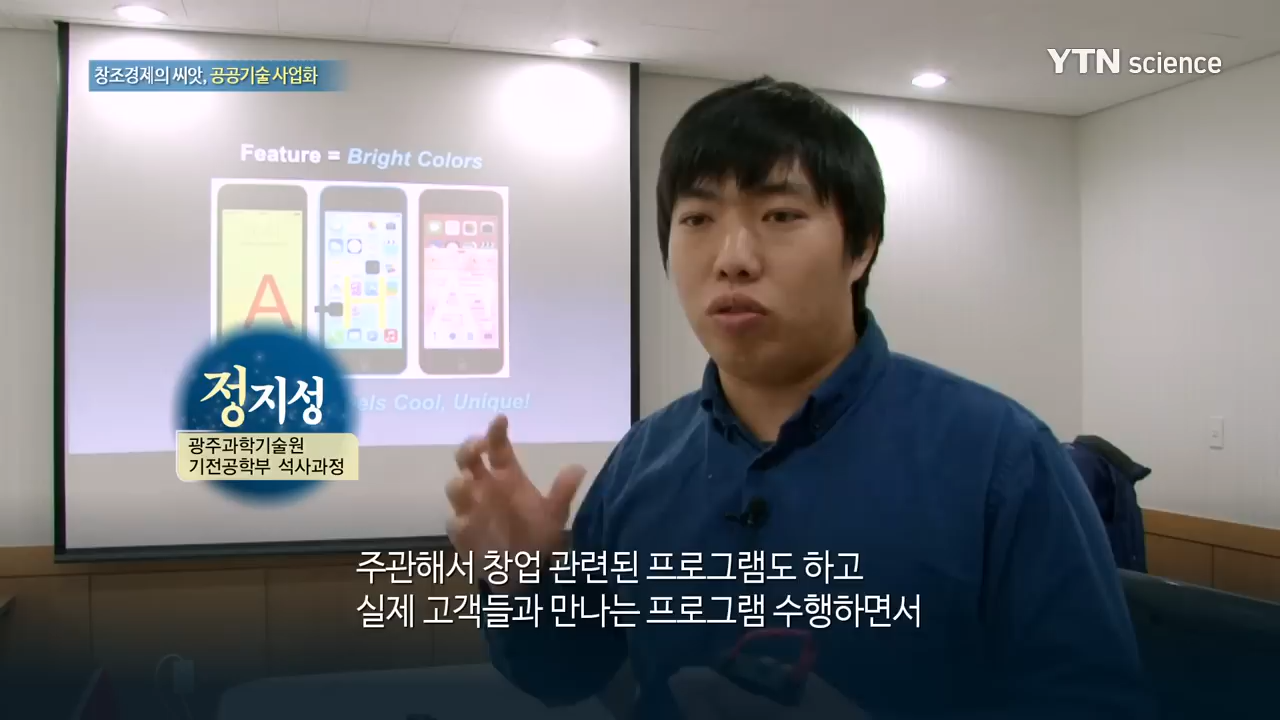 창조경제의 씨앗, 공공기술 사업화
YTN science
Feature = Bright Colors
A
els Cool, Unique!
정지성
광주과학기술원
기전공학부 석사과정
주관해서 창업 관련된 프로그램도 하고
실제 고객들과 만나는 프로그램 수행하면서